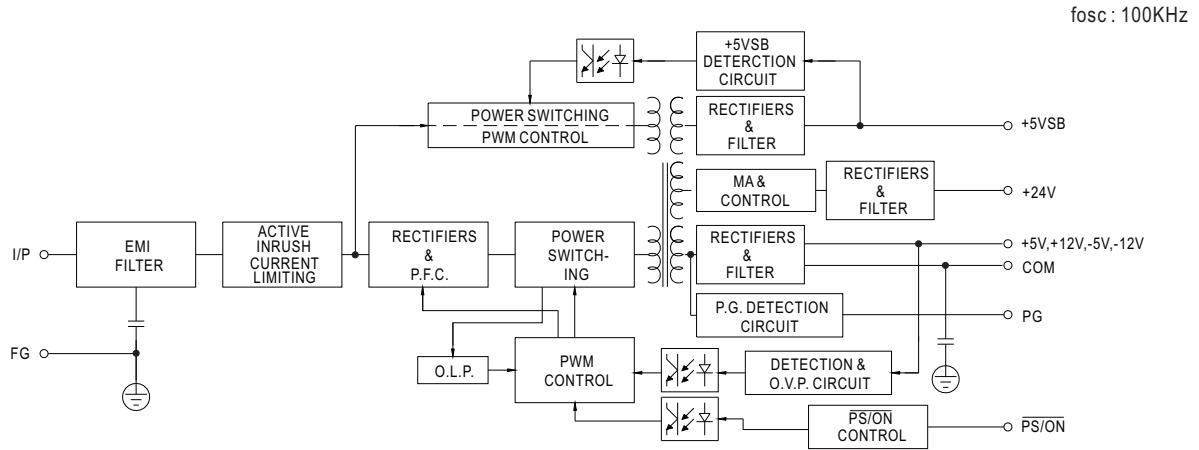 fosc : 100KHz
+5VSB
DETERCTION
CIRCUIT
POWER SWITCHING
PWM CONTROL
RECTIFIERS
&
FILTER
+5VSB
MA &
CONTROL
RECTIFIERS
&
FILTER
+24V
I/P
EMI
FILTER
ACTIVE
INRUSH
CURRENT
LIMITING
RECTIFIERS
&
P.F.C.
POWER
SWITCH-
ING
RECTIFIERS
&
FILTER
+5V,+12V,-5V,-12V
COM
P.G. DETECTION
CIRCUIT
PG
FG
O.L.P.
PWM
CONTROL
DETECTION &
O.V.P. CIRCUIT
PS/ON
CONTROL
PS/ON